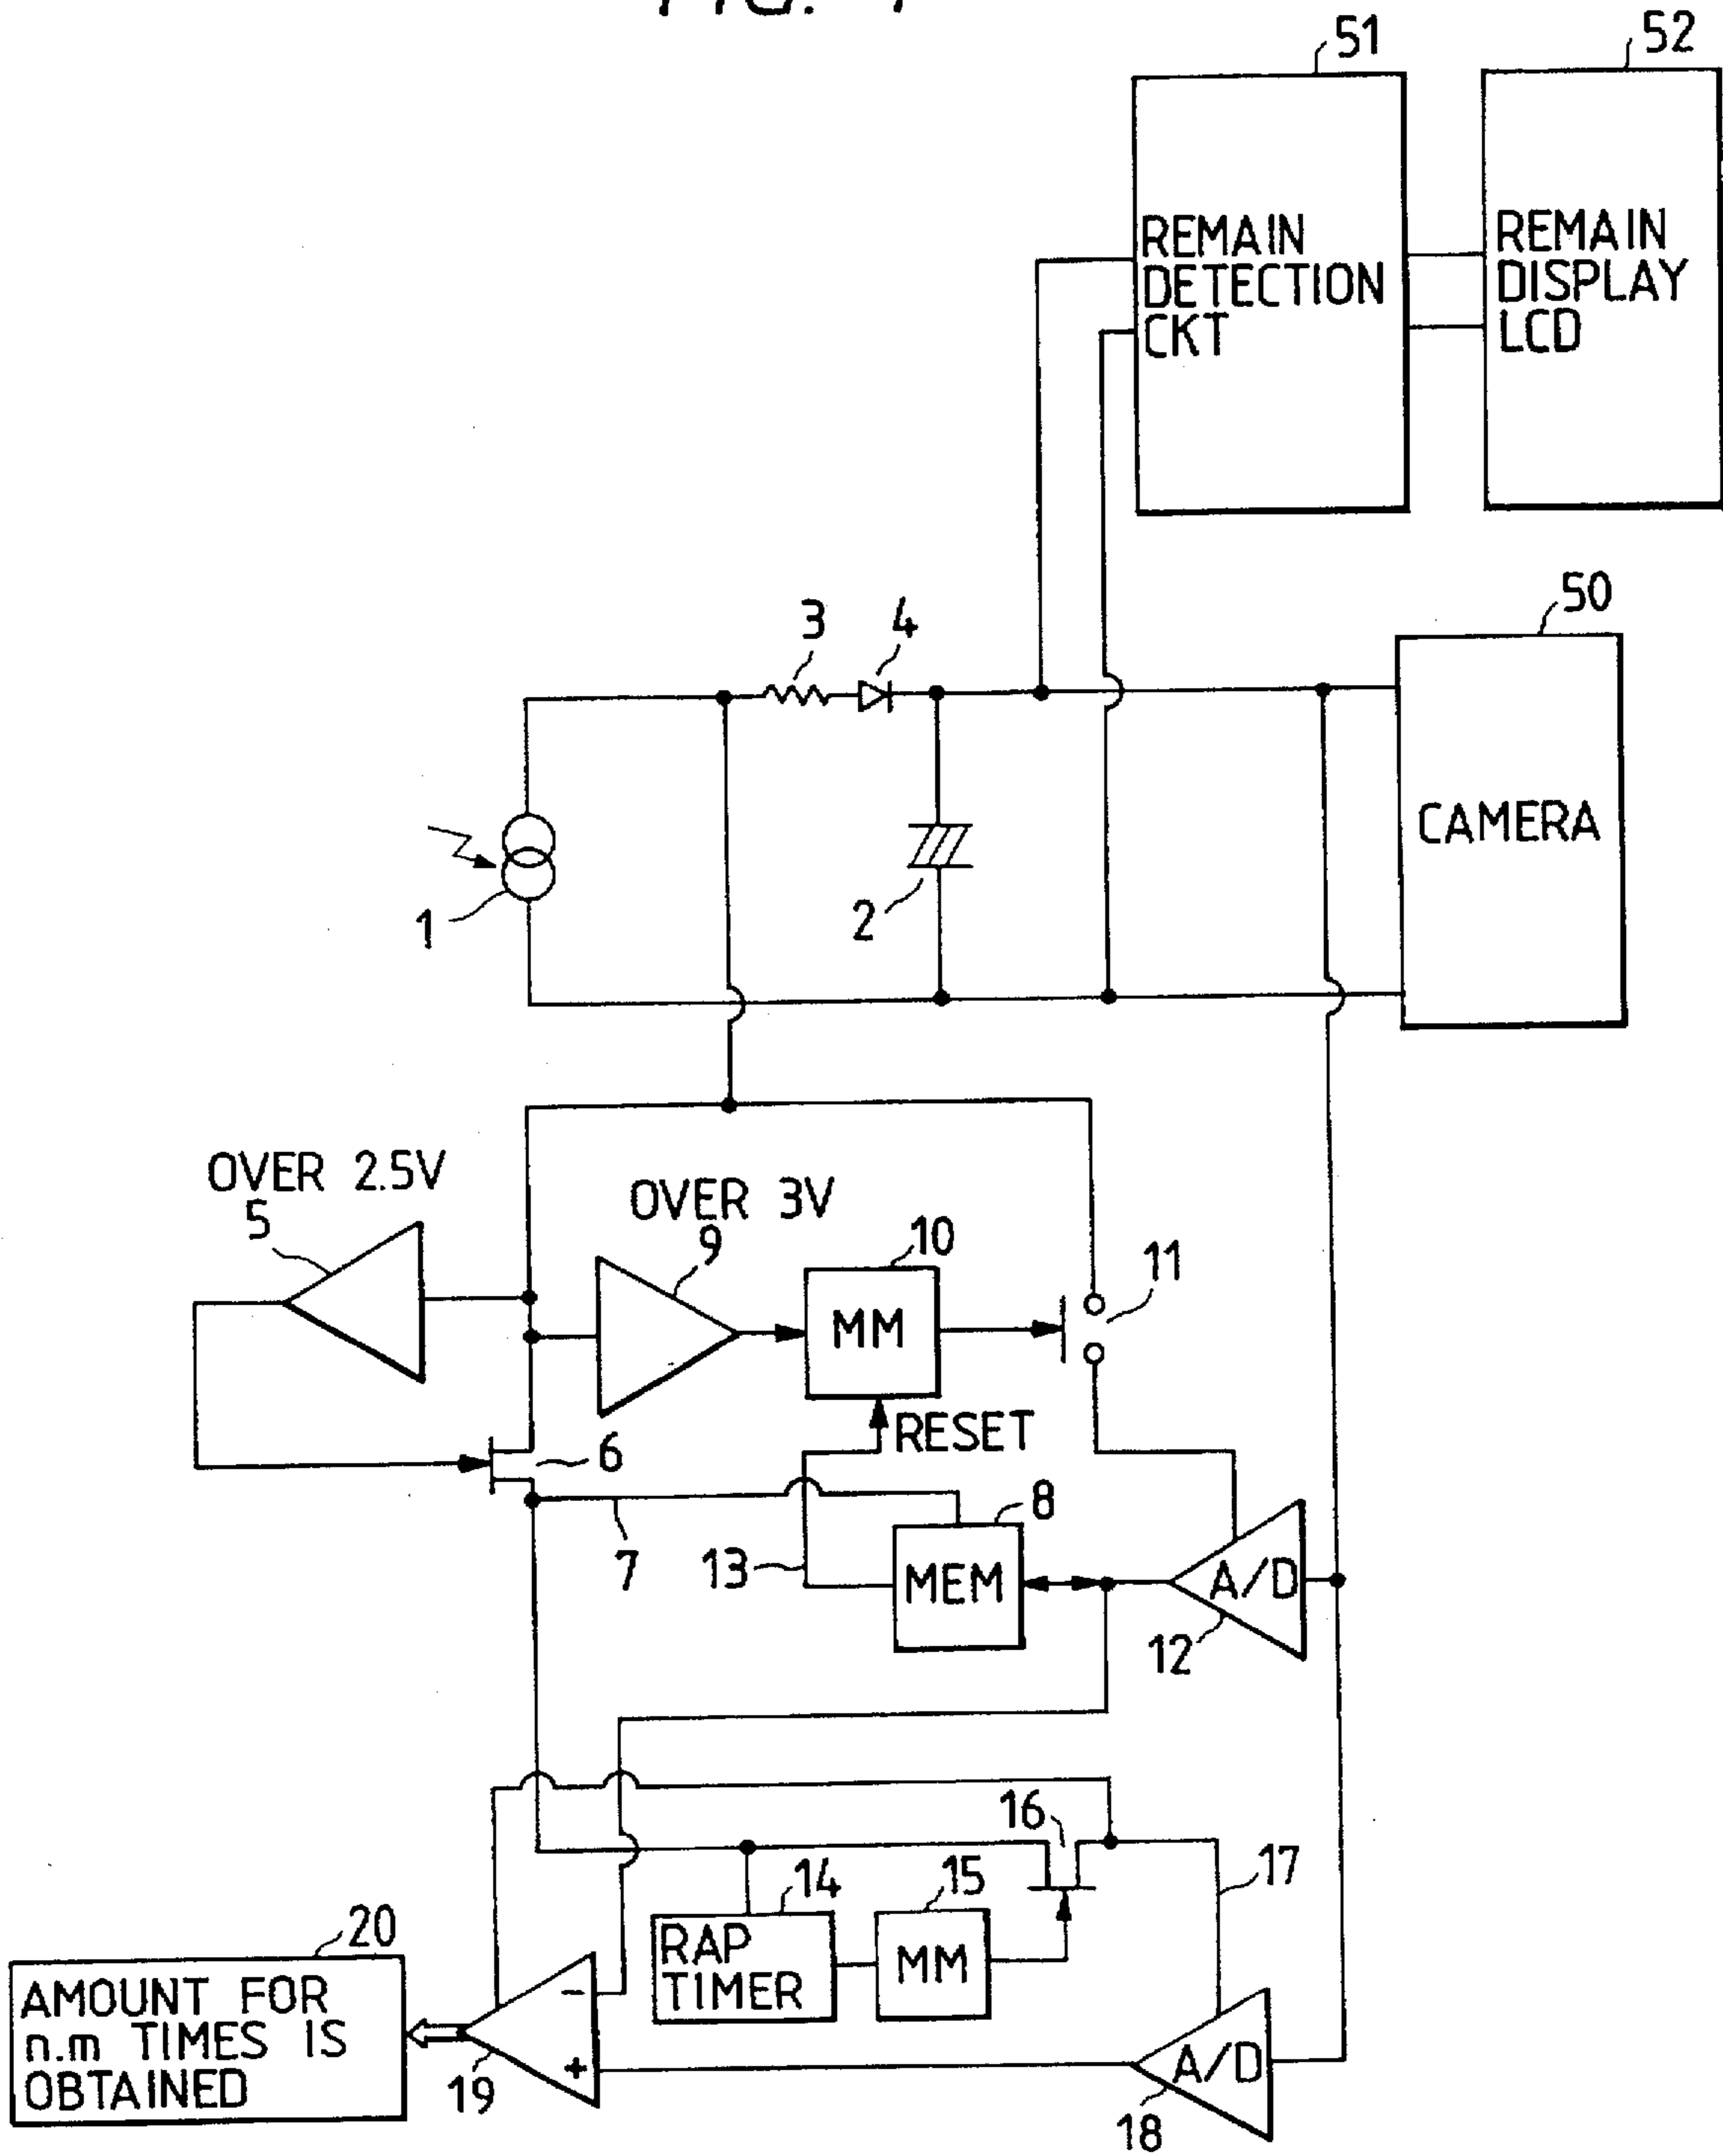 51
52
REMAIN
DETECTION
CKT
REMAIN
DISPLAY
LCD
3
4
50
CAMERA
1
2
OVER 2.5V
5
OVER 3V
9
10
MM
11
RESET
6
7
8
13
MEM
A/D
12
16
17
14
15
RAP
TIMER
MM
20
AMOUNT FOR
n.m TIMES IS
OBTAINED
-
+
19
A/D
18